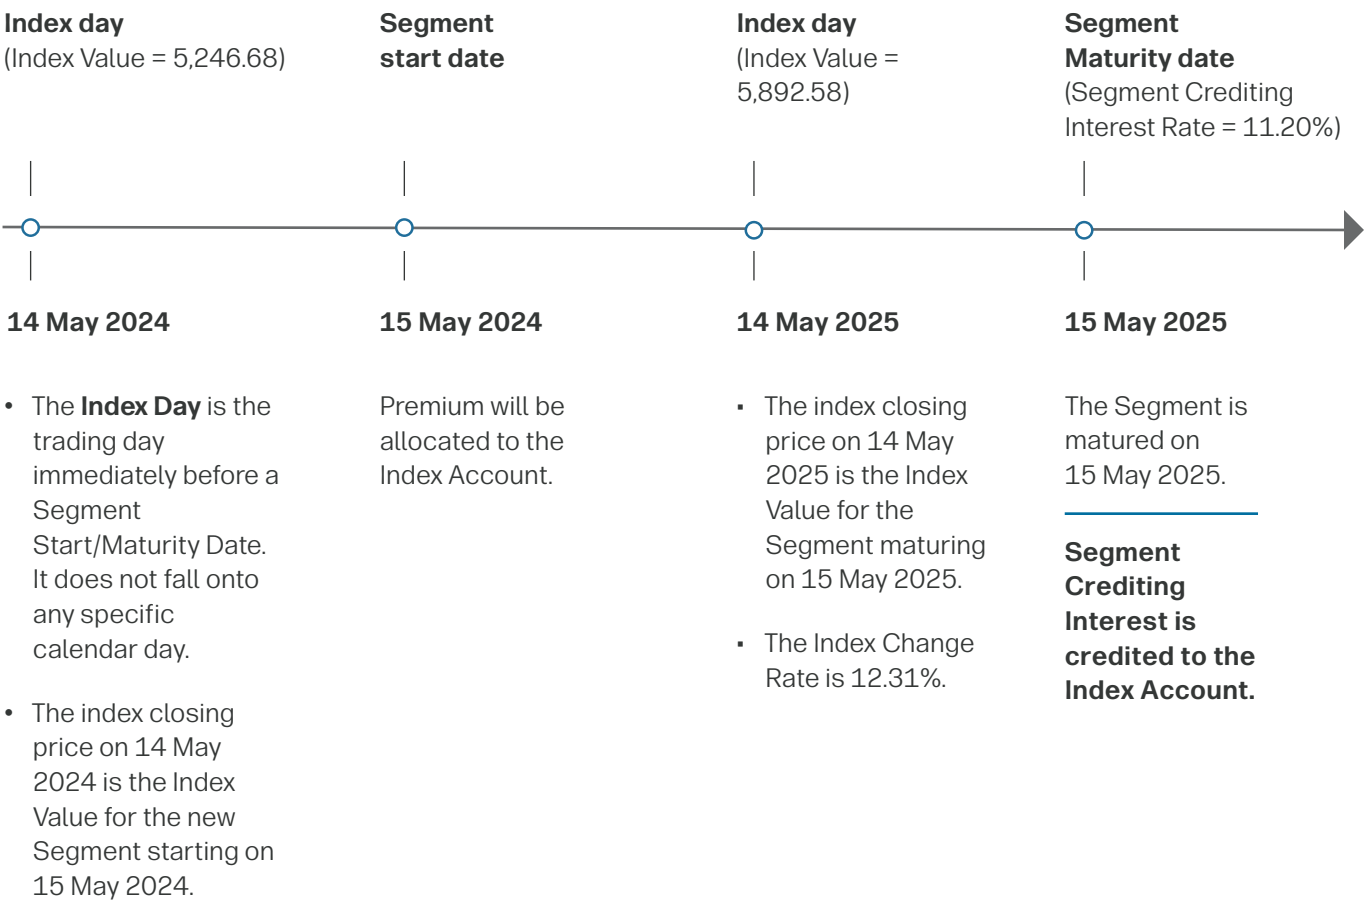 Index day
(Index Value = 5,246.68)
Segment
start date
Index day
(Index Value =
5,892.58)
Segment
Maturity date
(Segment Crediting
Interest Rate = 11.20%)
14 May 2024
15 May 2024
14 May 2025
15 May 2025
• The Index Day is the
trading day
immediately before a
Segment
Start/Maturity Date.
It does not fall onto
any specific
calendar day.
• The index closing
price on 14 May
2024 is the Index
Value for the new
Segment starting on
15 May 2024.
Premium will be
allocated to the
Index Account.
▪ The index closing
price on 14 May
2025 is the Index
Value for the
Segment maturing
on 15 May 2025.
▪ The Index Change
Rate is 12.31%.
The Segment is
matured on
15 May 2025.
Segment
Crediting
Interest is
credited to the
Index Account.